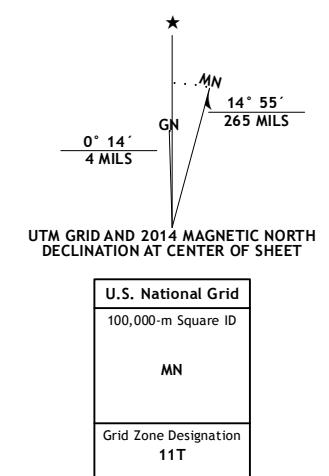 ★
MN
GN
14° 55´
265 MILS
0° 14´
4 MILS
UTM GRID AND 2014 MAGNETIC NORTH
DECLINATION AT CENTER OF SHEET
U.S. National Grid
100,000-m Square ID
MN
Grid Zone Designation
11T